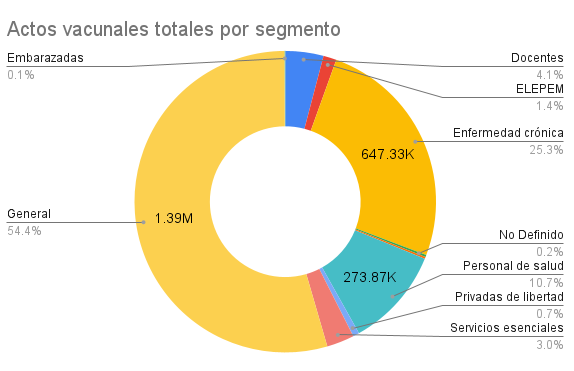 Actos vacunales totales por segmento
Embarazadas
0.1%
Docentes
4.1%
ELEPEM
1.4%
Enfermedad crónica
25.3%
647.33K
General
54.4%
1.39M
No Definido
0.2%
Personal de salud
10.7%
273.87K
Privadas de libertad
0.7%
Servicios esenciales
3.0%